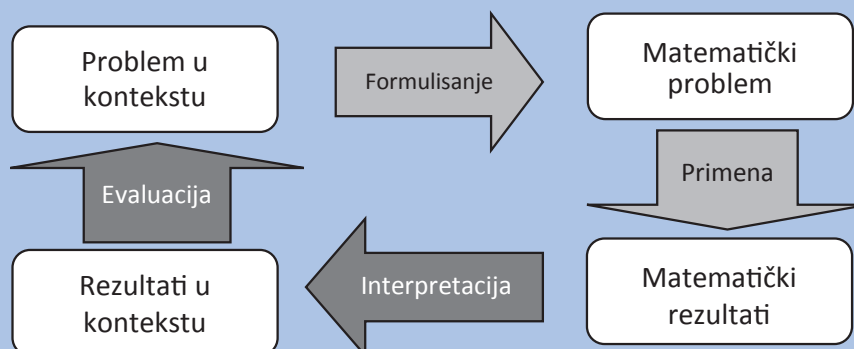 Problem u
kontekstu
Formulisanje
Matematički
problem
Evaluacija
Primena
Rezultati u
kontekstu
Interpretacija
Matematički
rezultati